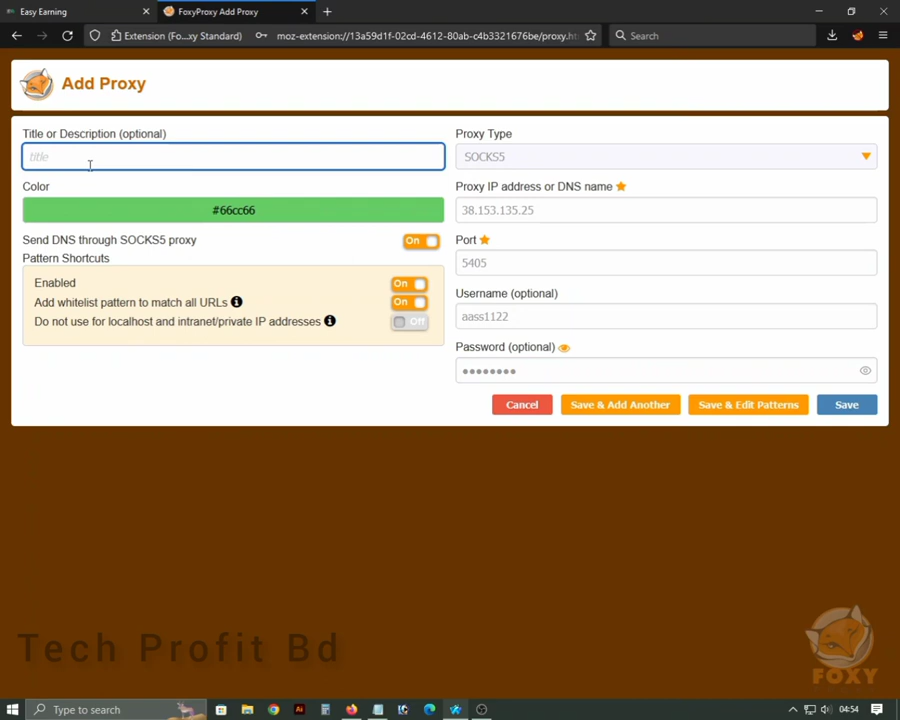 Easy Earning
FoxyProxy Add Proxy
Extension (Fo...xy Standard)
moz-extension://13a59d1f-02cd-4612-80ab-c4b3321676be/proxy.h
Search
Add Proxy
Title or Description (optional)
title
Color
#66cc66
Send DNS through SOCKS5 proxy
On
Pattern Shortcuts
Enabled
On
Add whitelist pattern to match all URLs
On
Do not use for localhost and intranet/private IP addresses
Off
Proxy Type
SOCKS5
Proxy IP address or DNS name
38.153.135.25
Port
5405
Username (optional)
aass1122
Password (optional)
••••••••
Cancel
Save & Add Another
Save & Edit Patterns
Save
Tech Profit Bd
FOXY
Type here to search
Ai
04:54